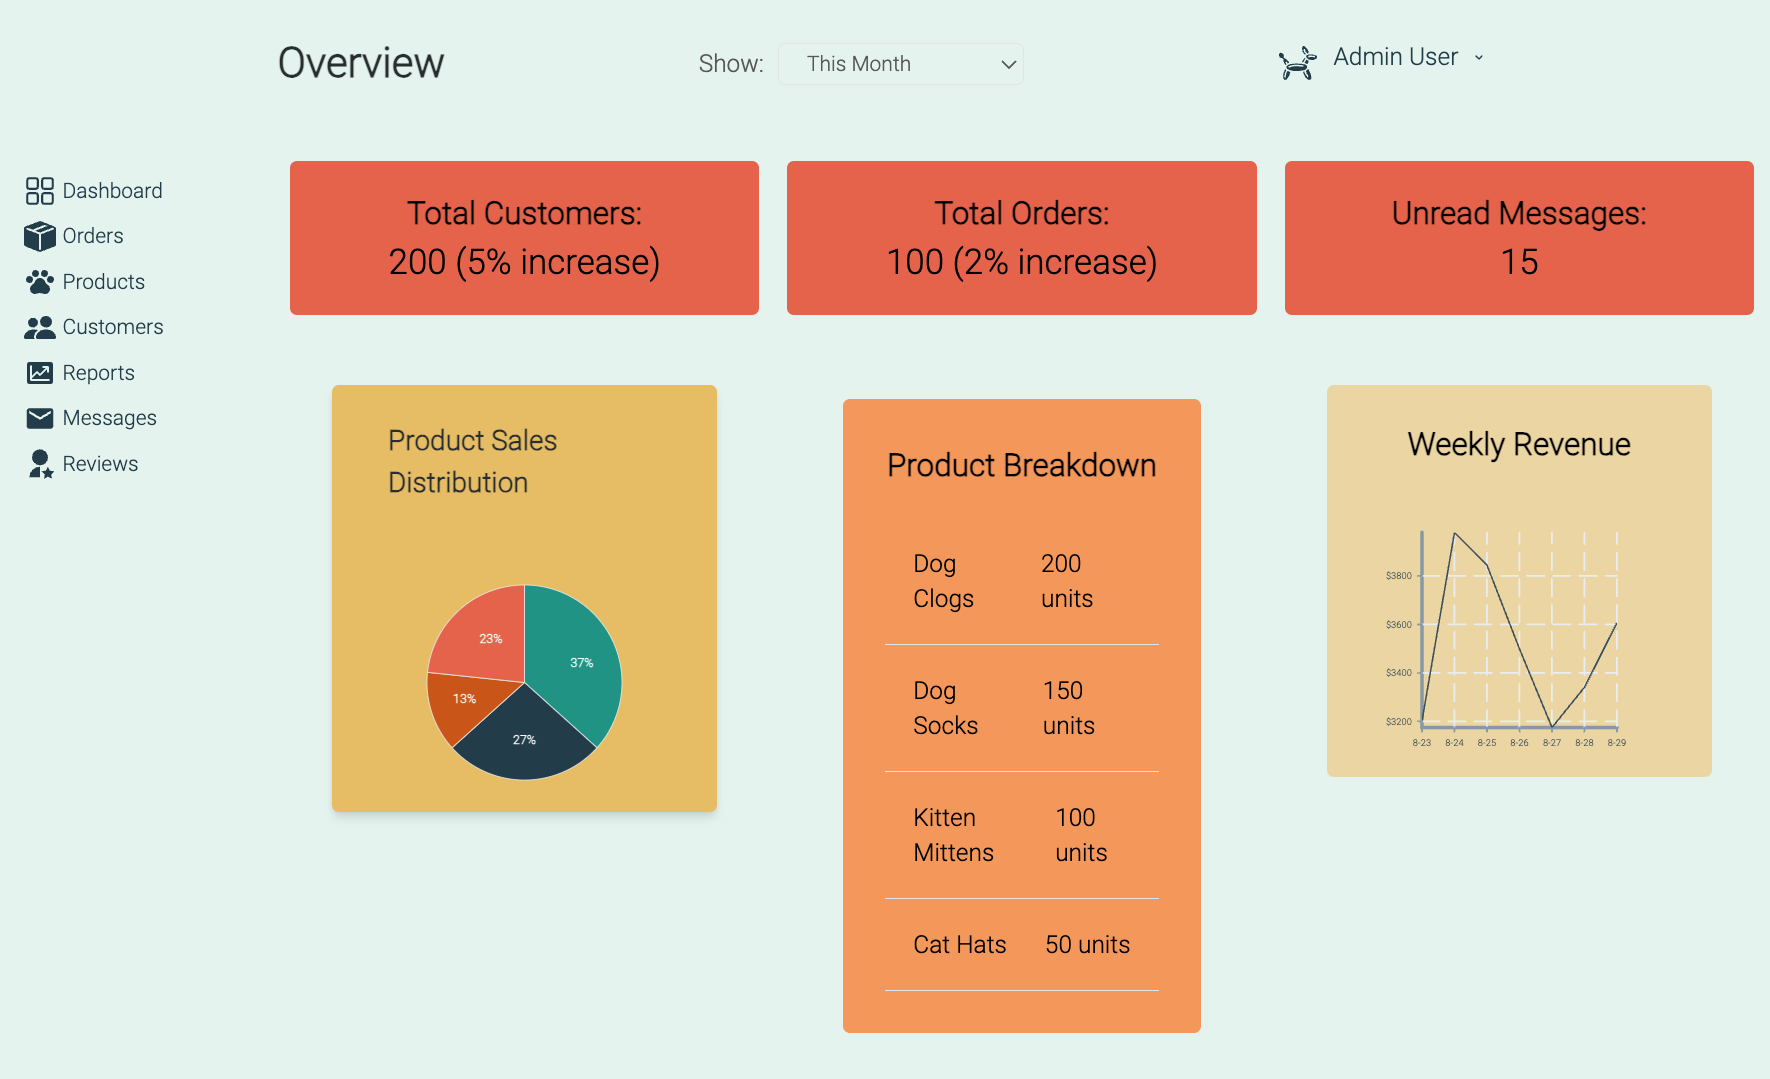 Overview
Show:
This Month
Admin User
Dashboard
Orders
Products
Customers
Reports
Messages
Reviews
Total Customers:
200 (5% increase)
Total Orders:
100 (2% increase)
Unread Messages:
15
Product Sales
Distribution
23%
37%
13%
27%
Product Breakdown
Dog
Clogs
200
units
Dog
Socks
150
units
Kitten
Mittens
100
units
Cat Hats
50 units
Weekly Revenue
$3800
$3600
$3400
$3200
8-23
8-24
8-25
8-26
8-27
8-28
8-29